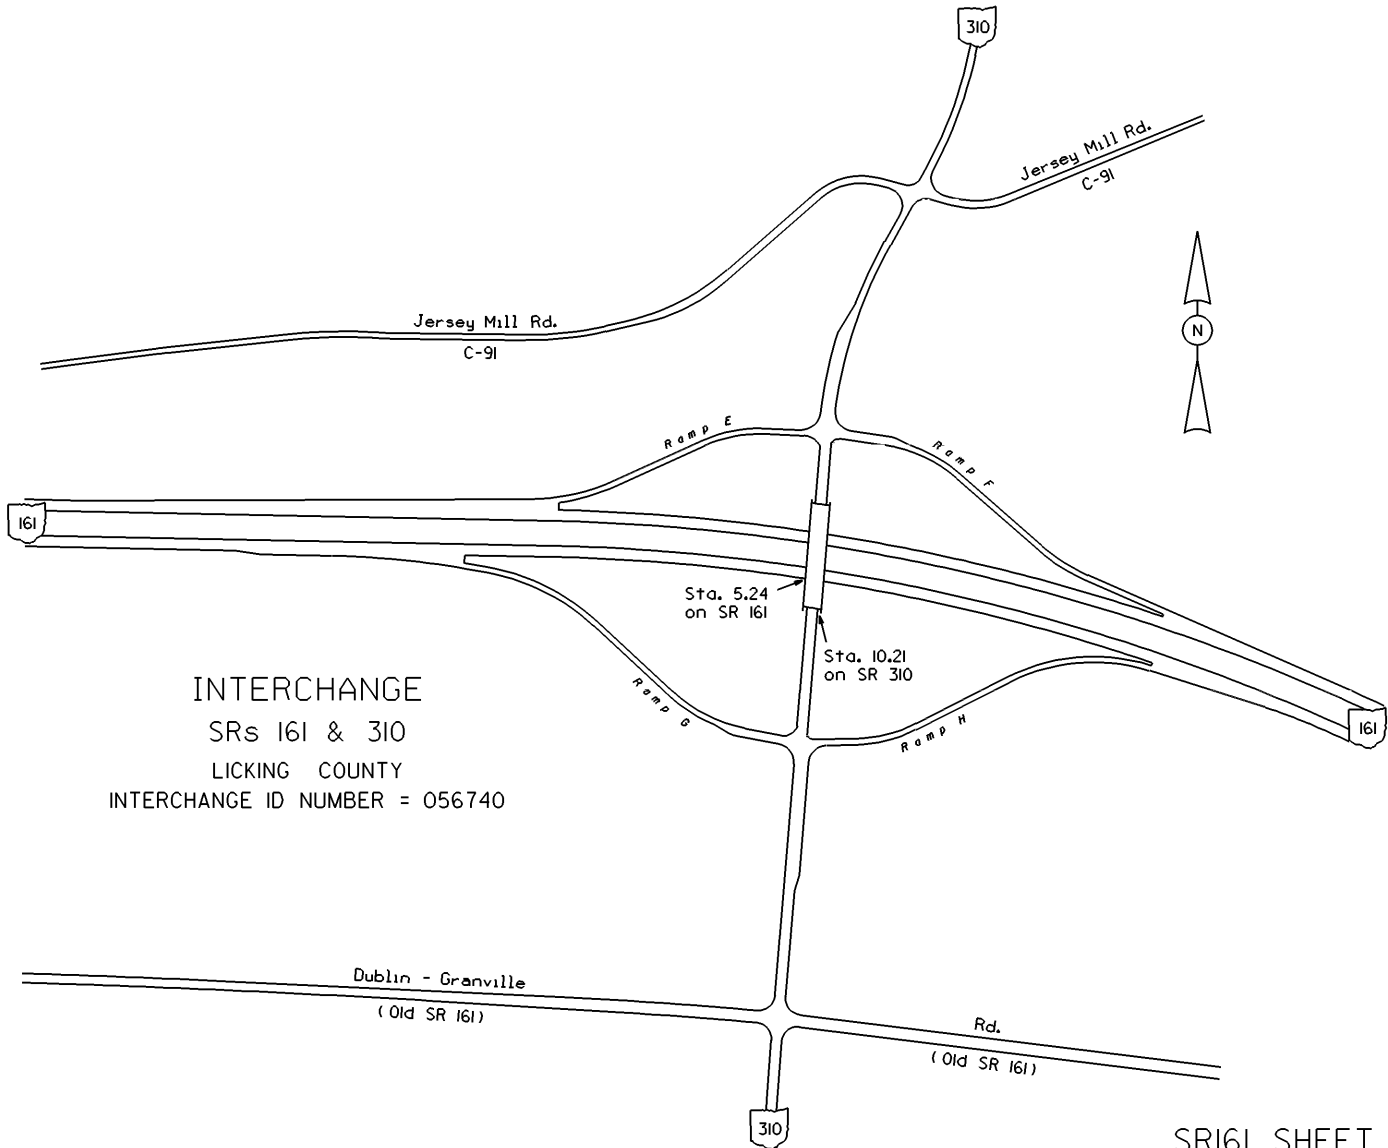 310
Jersey Mill Rd.
C-91
Jersey Mill Rd.
C-91
N
Ramp E
Ramp F
161
Sta. 5.24
on SR 161
Sta. 10.21
on SR 310
Ramp G
Ramp H
161
INTERCHANGE
SRs 161 & 310
LICKING COUNTY
INTERCHANGE ID NUMBER = 056740
Dublin - Granville
(Old SR 161)
Rd.
(Old SR 161)
310
SR161 SHEET